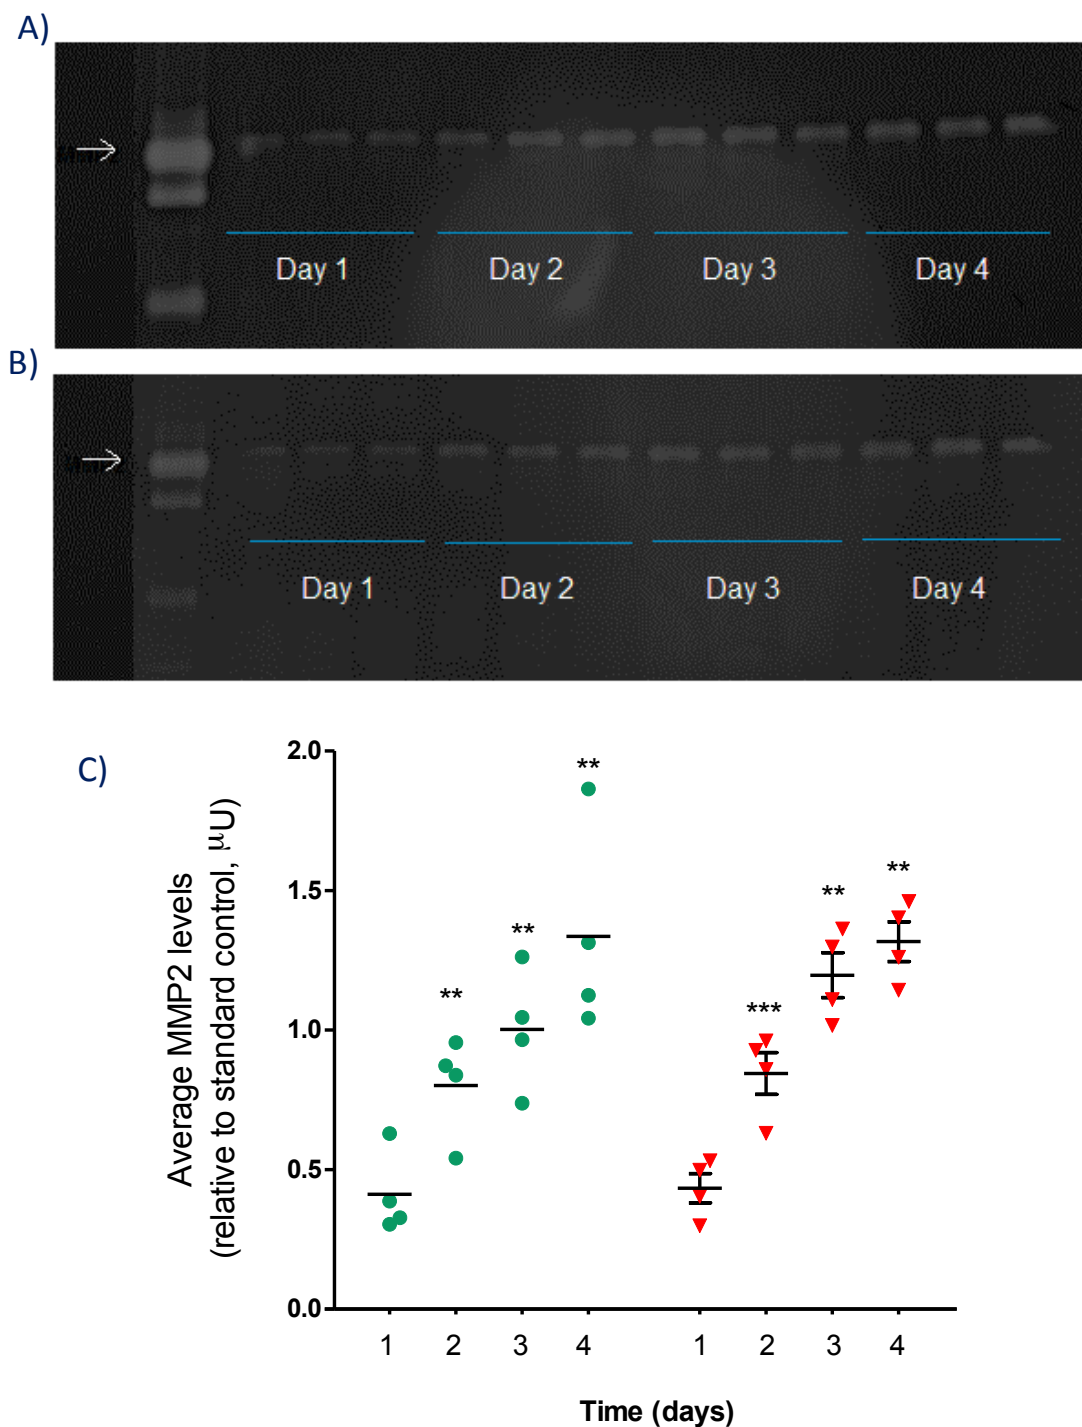 A)
Day 1
Day 2
Day 3
Day 4
B)
Day 1
Day 2
Day 3
Day 4
C)
Average MMP2 levels
(relative to standard control, µU)
2.0
1.5
1.0
0.5
0.0
**
**
**
***
**
**
1 2 3 4 1 2 3 4
Time (days)